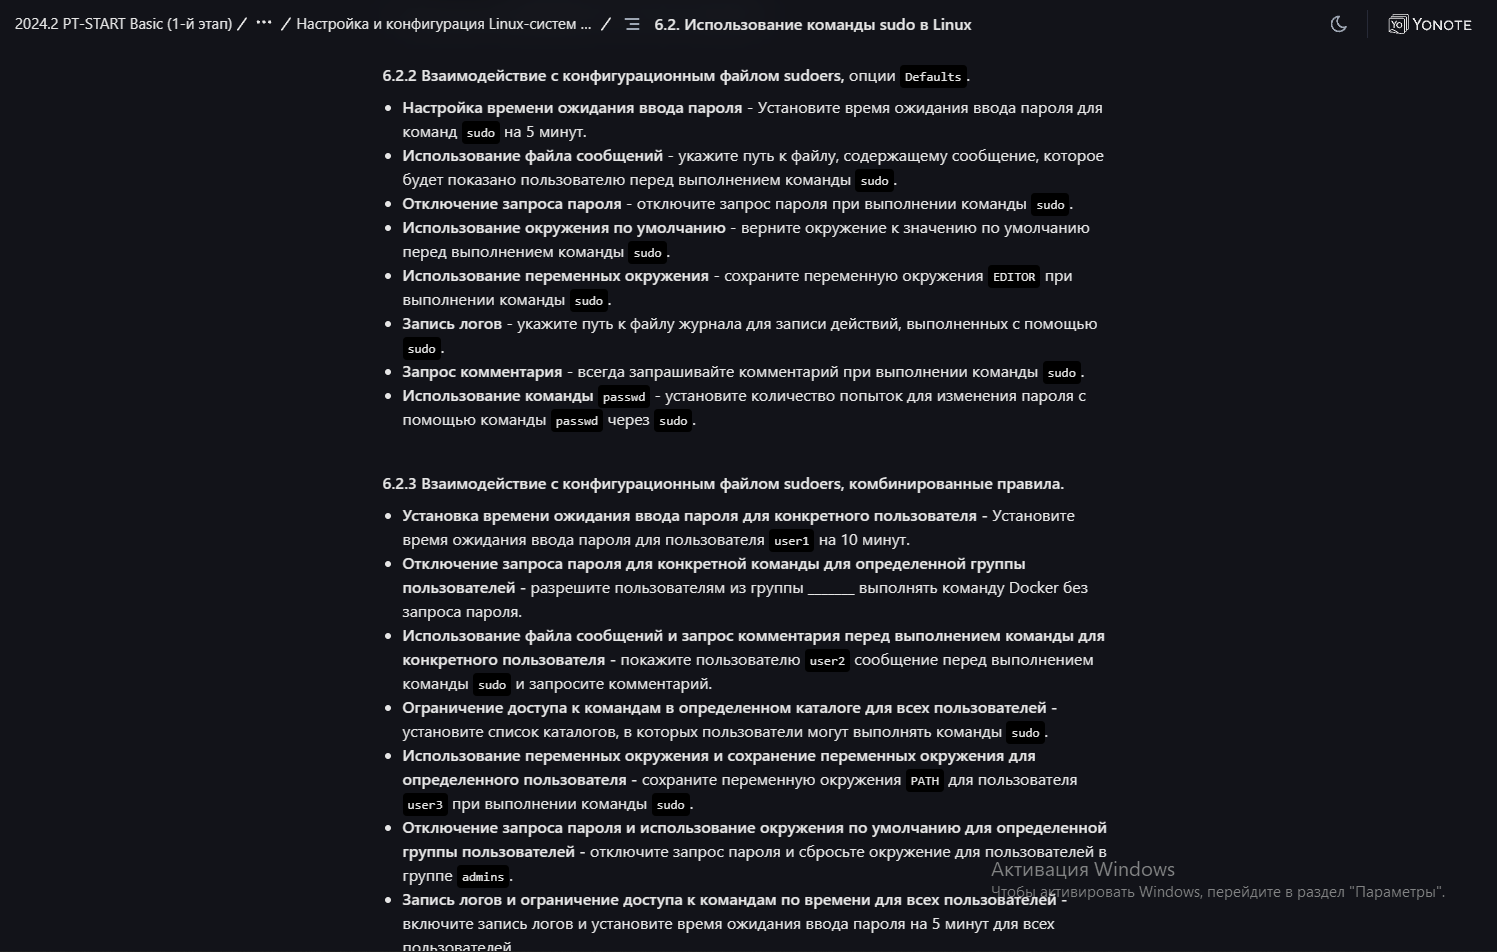 2024.2 PT-START Basic (1-й этап) / ··· / Настройка и конфигурация Linux-систем ... / 6.2. Использование команды sudo в Linux
YONOTE
6.2.2 Взаимодействие с конфигурационным файлом sudoers, опции Defaults.
• Настройка времени ожидания ввода пароля - Установите время ожидания ввода пароля для
команд sudo на 5 минут.
• Использование файла сообщений - укажите путь к файлу, содержащему сообщение, которое
будет показано пользователю перед выполнением команды sudo.
• Отключение запроса пароля - отключите запрос пароля при выполнении команды sudo.
• Использование окружения по умолчанию - верните окружение к значению по умолчанию
перед выполнением команды sudo.
• Использование переменных окружения - сохраните переменную окружения EDITOR при
выполнении команды sudo.
• Запись логов - укажите путь к файлу журнала для записи действий, выполненных с помощью
sudo.
• Запрос комментария - всегда запрашивайте комментарий при выполнении команды sudo.
• Использование команды passwd - установите количество попыток для изменения пароля с
помощью команды passwd через sudo.
6.2.3 Взаимодействие с конфигурационным файлом sudoers, комбинированные правила.
• Установка времени ожидания ввода пароля для конкретного пользователя - Установите
время ожидания ввода пароля для пользователя user1 на 10 минут.
• Отключение запроса пароля для конкретной команды для определенной группы
пользователей - разрешите пользователям из группы ______ выполнять команду Docker без
запроса пароля.
• Использование файла сообщений и запрос комментария перед выполнением команды для
конкретного пользователя - покажите пользователю user2 сообщение перед выполнением
команды sudo и запросите комментарий.
• Ограничение доступа к командам в определенном каталоге для всех пользователей -
установите список каталогов, в которых пользователи могут выполнять команды sudo.
• Использование переменных окружения и сохранение переменных окружения для
определенного пользователя - сохраните переменную окружения PATH для пользователя
user3 при выполнении команды sudo.
• Отключение запроса пароля и использование окружения по умолчанию для определенной
группы пользователей - отключите запрос пароля и сбросьте окружение для пользователей в
группе admins.
• Запись логов и ограничение доступа к командам по времени для всех пользователей -
включите запись логов и установите время ожидания ввода пароля на 5 минут для всех
пользователей.
Активация Windows
Чтобы активировать Windows, перейдите в раздел "Параметры".